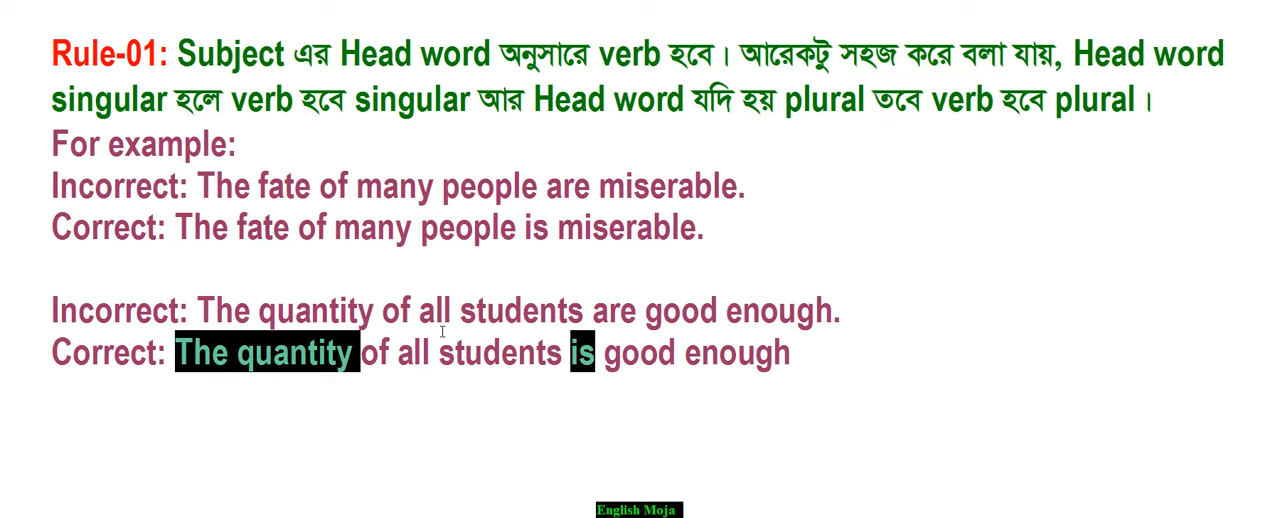 Rule-01: Subject এর Head word অনুসারে verb হবে। আরেকটু সহজ করে বলা যায়, Head word
singular হলে verb হবে singular আর Head word যদি হয় plural তবে verb হবে plural।
For example:
Incorrect: The fate of many people are miserable.
Correct: The fate of many people is miserable.
Incorrect: The quantity of all students are good enough.
Correct: The quantity of all students is good enough
English Moja